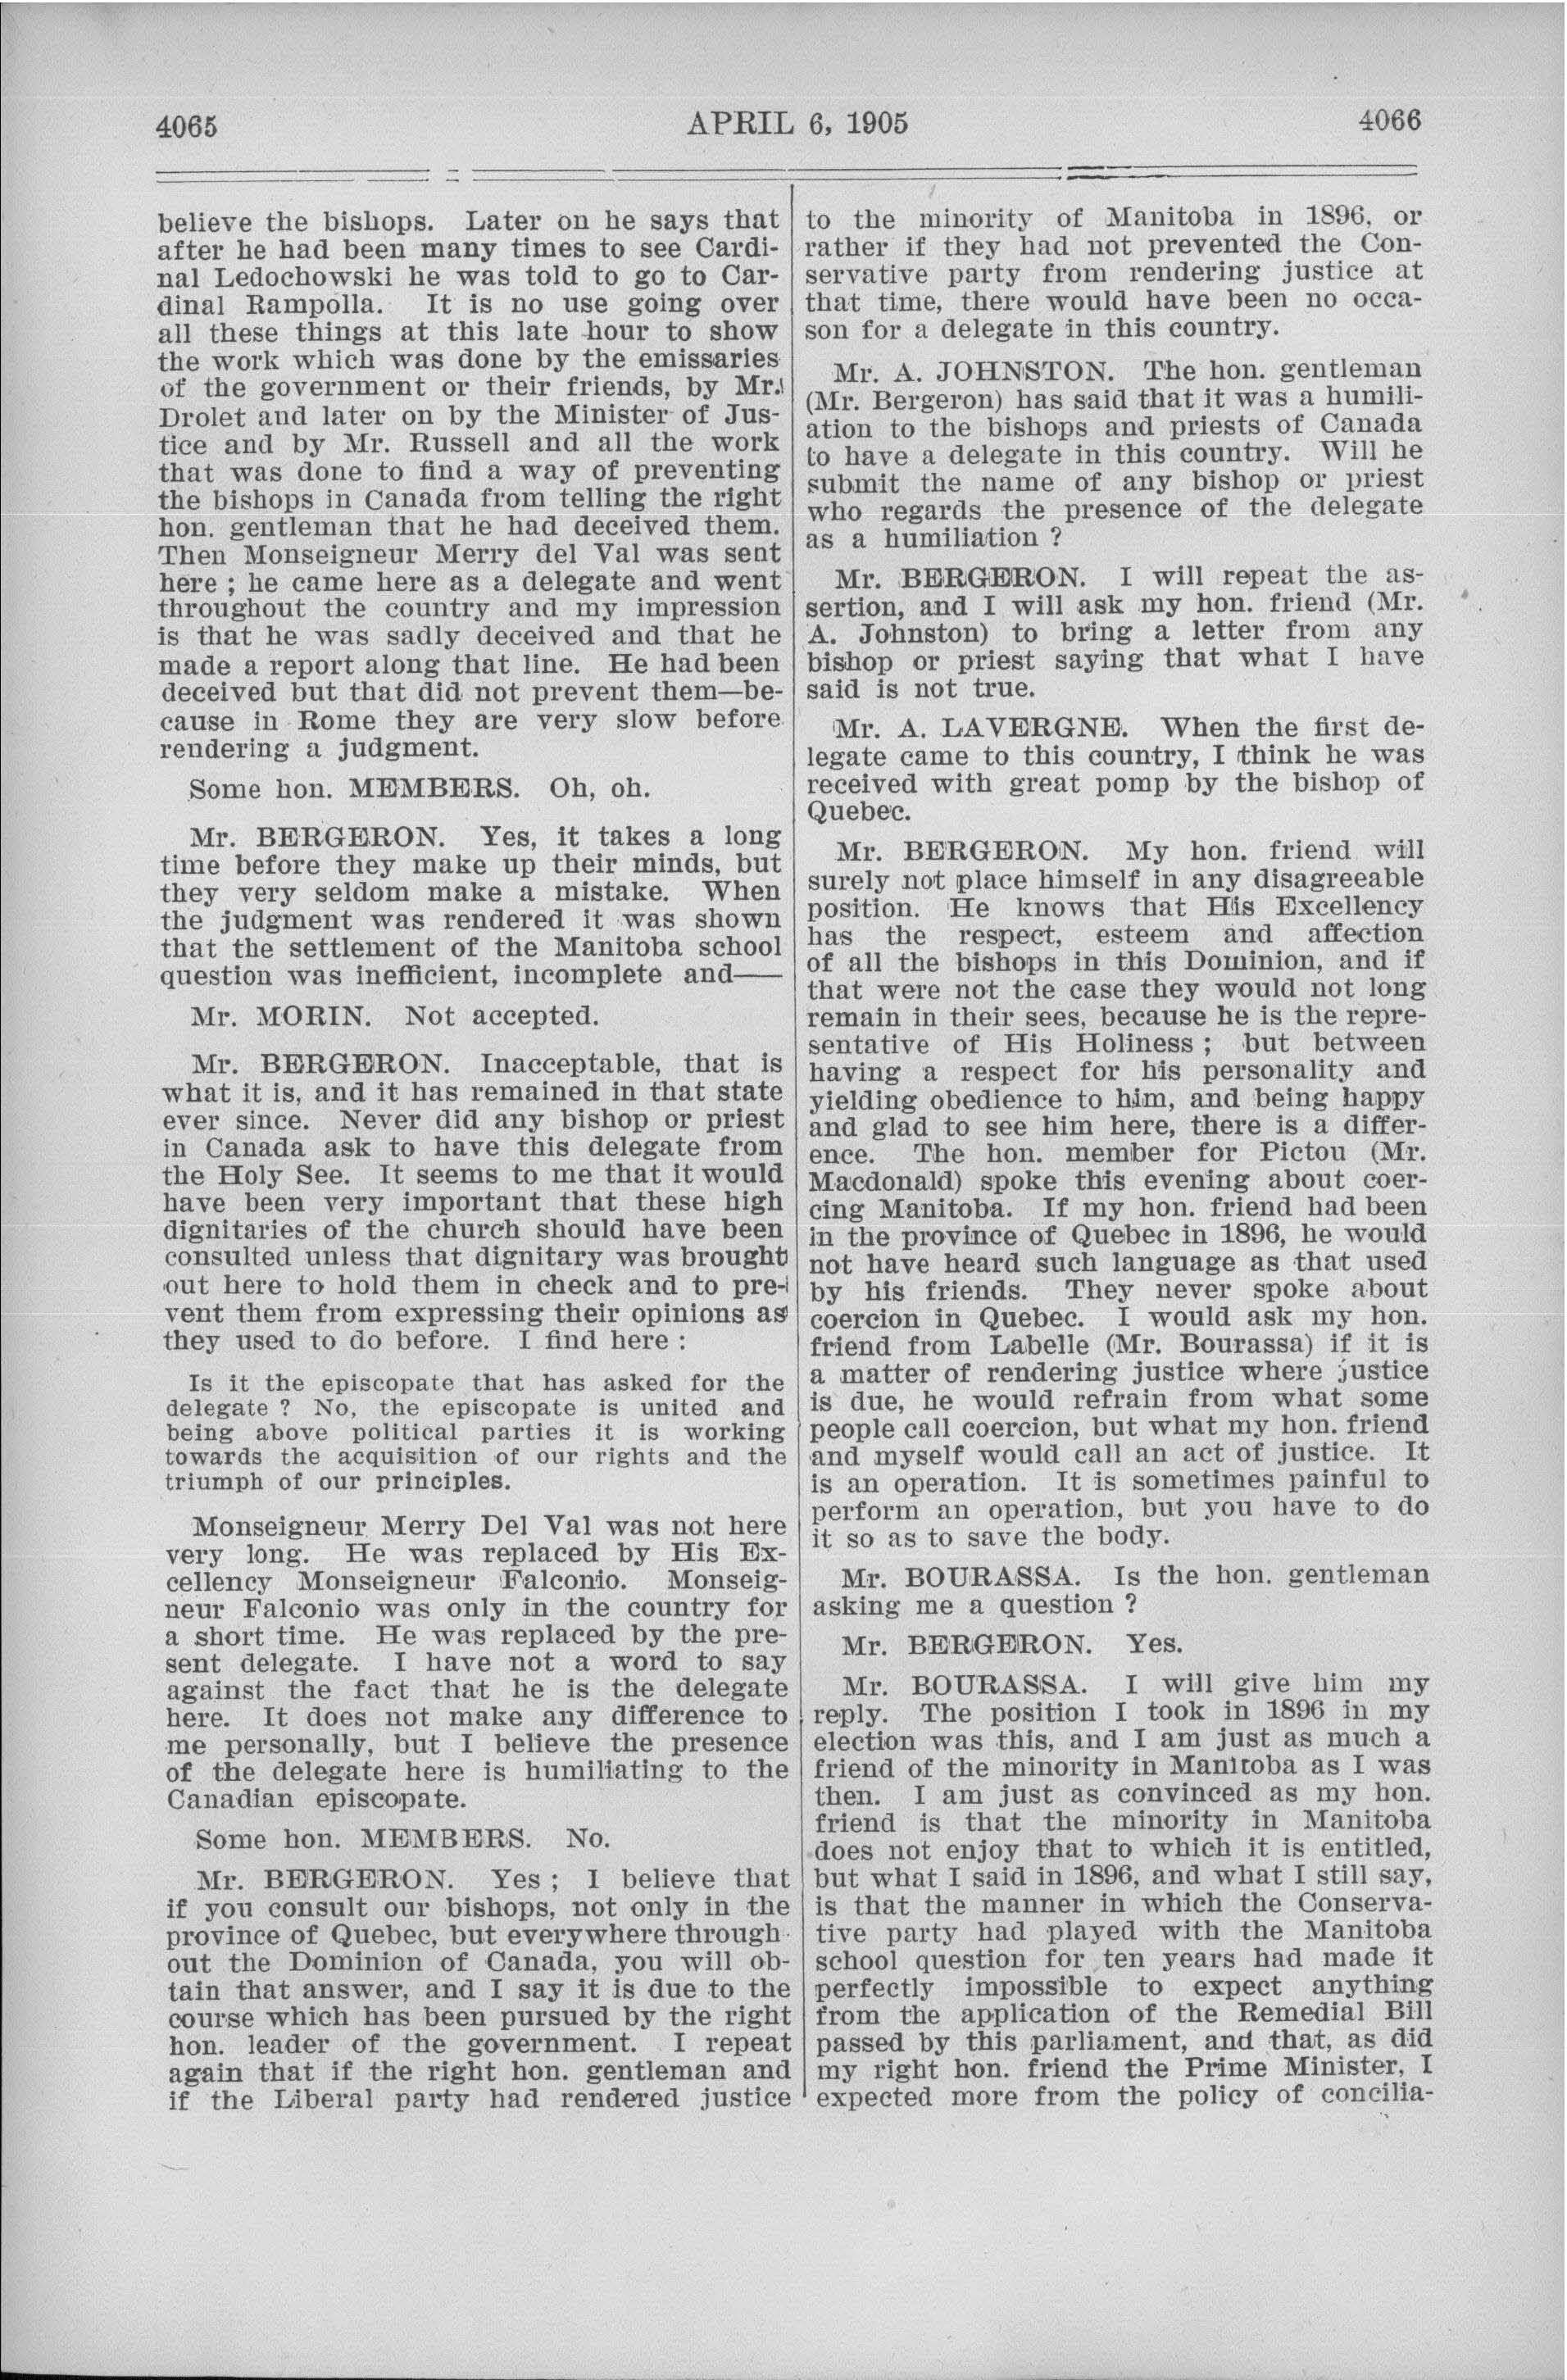 4065
APRIL 6, 1905
4066
believe the bishops. Later on he says that
after he had been many times to see Cardi-
nal Ledochowski he was told to go to Car-
dinal Rampolla. It is no use going over
all these things at this late hour to show
the work which was done by the emissaries
of the government or their friends, by Mr.
Drolet and later on by the Minister of Jus-
tice and by Mr. Russell and all the work
that was done to find a way of preventing
the bishops in Canada from telling the right
hon. gentleman that he had deceived them.
Then Monseigneur Merry del Val was sent
here ; he came here as a delegate and went
throughout the country and my impression
is that he was sadly deceived and that he
made a report along that line. He had been
deceived but that did not prevent them—be-
cause in Rome they are very slow before
rendering a judgment.
Some hon. MEMBERS. Oh, oh.
Mr. BERGERON. Yes, it takes a long
time before they make up their minds, but
they very seldom make a mistake. When
the judgment was rendered it was shown
that the settlement of the Manitoba school
question was inefficient, incomplete and——
Mr. MORIN. Not accepted.
Mr. BERGERON. Inacceptable, that is
what it is, and it has remained in that state
ever since. Never did any bishop or priest
in Canada ask to have this delegate from
the Holy See. It seems to me that it would
have been very important that these high
dignitaries of the church should have been
consulted unless that dignitary was brought
out here to hold them in check and to pre-
vent them from expressing their opinions as
they used to do before. I find here :
Is it the episcopate that has asked for the
delegate ? No, the episcopate is united and
being above political parties it is working
towards the acquisition of our rights and the
triumph of our principles.
Monseigneur Merry Del Val was not here
very long. He was replaced by His Ex-
cellency Monseigneur Falconio. Monseig-
neur Falconio was only in the country for
a short time. He was replaced by the pre-
sent delegate. I have not a word to say
against the fact that he is the delegate
here. It does not make any difference to
me personally, but I believe the presence
of the delegate here is humiliating to the
Canadian episcopate.
Some hon. MEMBERS. No.
Mr. BERGERON. Yes ; I believe that
if you consult our bishops, not only in the
province of Quebec, but everywhere through-
out the Dominion of Canada, you will ob-
tain that answer, and I say it is due to the
course which has been pursued by the right
hon. leader of the government. I repeat
again that if the right hon. gentleman and
if the Liberal party had rendered justice
to the minority of Manitoba in 1896, or
rather if they had not prevented the Con-
servative party from rendering justice at
that time, there would have been no occa-
son for a delegate in this country.
Mr. A. JOHNSTON. The hon. gentleman
(Mr. Bergeron) has said that it was a humili-
ation to the bishops and priests of Canada
to have a delegate in this country. Will he
submit the name of any bishop or priest
who regards the presence of the delegate
as a humiliation ?
Mr. BERGERON. I will repeat the as-
sertion, and I will ask my hon. friend (Mr.
A. Johnston) to bring a letter from any
bishop or priest saying that what I have
said is not true.
Mr. A. LAVERGNE. When the first de-
legate came to this country, I think he was
received with great pomp by the bishop of
Quebec.
Mr. BERGERON. My hon. friend will
surely not place himself in any disagreeable
position. He knows that His Excellency
has the respect, esteem and affection
of all the bishops in this Dominion, and if
that were not the case they would not long
remain in their sees, because he is the repre-
sentative of His Holiness ; but between
having a respect for his personality and
yielding obedience to him, and being happy
and glad to see him here, there is a differ-
ence. The hon. member for Pictou (Mr.
Macdonald) spoke this evening about coer-
cing Manitoba. If my hon. friend had been
in the province of Quebec in 1896, he would
not have heard such language as that used
by his friends. They never spoke about
coercion in Quebec. I would ask my hon.
friend from Labelle (Mr. Bourassa) if it is
a matter of rendering justice where justice
is due, he would refrain from what some
people call coercion, but what my hon. friend
and myself would call an act of justice. It
is an operation. It is sometimes painful to
perform an operation, but you have to do
it so as to save the body.
Mr. BOURASSA. Is the hon. gentleman
asking me a question ?
Mr. BERGERON. Yes.
Mr. BOURASSA. I will give him my
reply. The position I took in 1896 in my
election was this, and I am just as much a
friend of the minority in Manitoba as I was
then. I am just as convinced as my hon.
friend is that the minority in Manitoba
does not enjoy that to which it is entitled,
but what I said in 1896, and what I still say,
is that the manner in which the Conserva-
tive party had played with the Manitoba
school question for ten years had made it
perfectly impossible to expect anything
from the application of the Remedial Bill
passed by this parliament, and that, as did
my right hon. friend the Prime Minister, I
expected more from the policy of concilia-